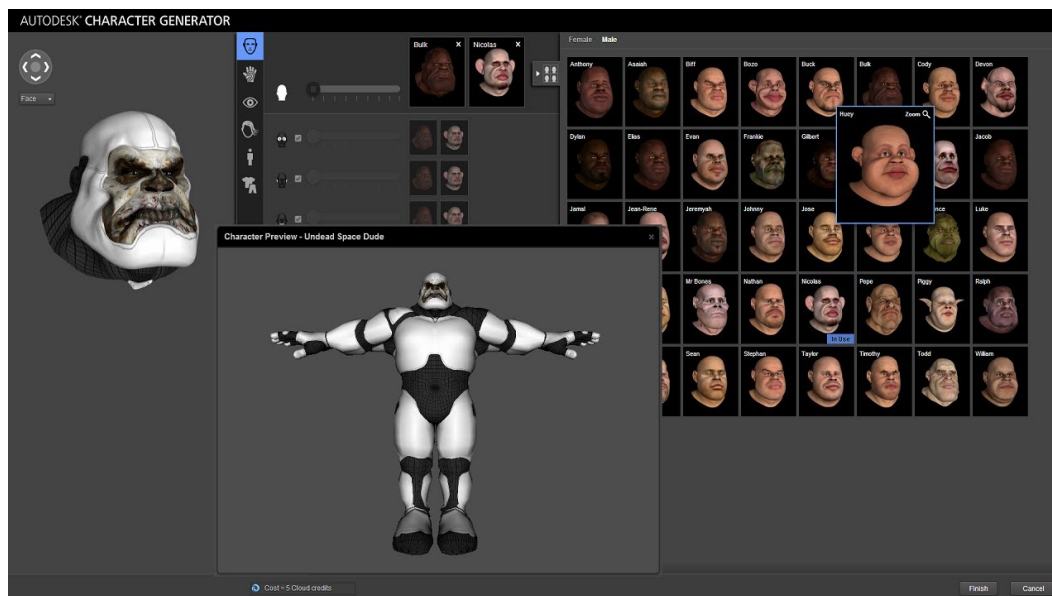 AUTODESK® CHARACTER GENERATOR
Face
Bulk
Nicolas
Female Male
Anthony Asaiah Biff Bozo Buck Bulk Cody Devon
Dylan Elias Evan Frankie Gilbert Jacob
Huey Zoom
Jamal Jean-Rene Jeremyah Johnny Jose Luke
Mr Bones Nathan Nicolas Pope Piggy Ralph
In Use
Sean Stephan Taylor Timothy Todd William
Character Preview - Undead Space Dude
Cost = 5 Cloud credits
Finish Cancel